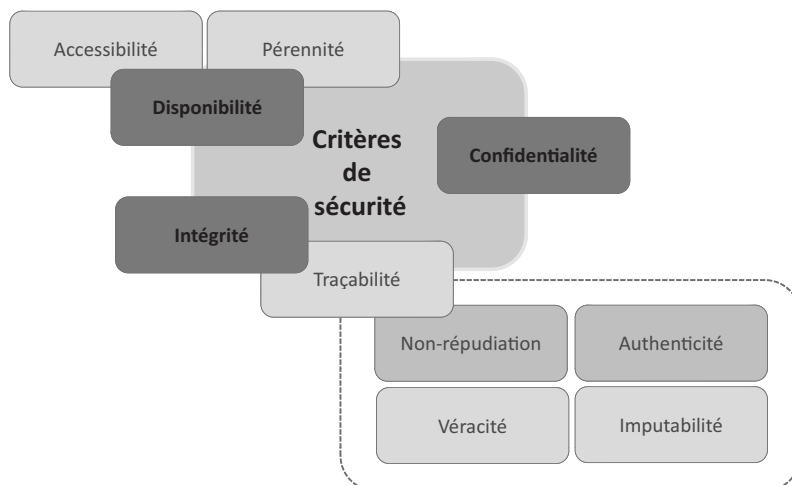 Accessibilité
Pérennité
Disponibilité
Critères
de
sécurité
Confidentialité
Intégrité
Traçabilité
Non-répudiation
Authenticité
Véracité
Imputabilité